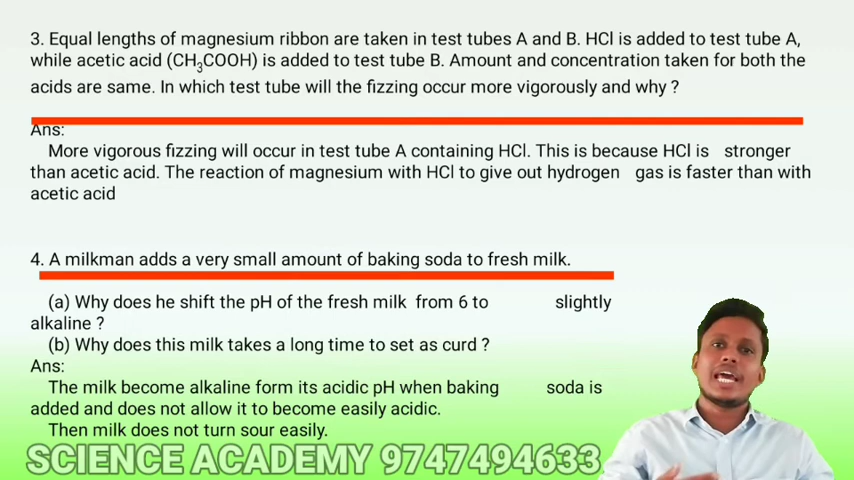 3. Equal lengths of magnesium ribbon are taken in test tubes A and B. HCl is added to test tube A,
while acetic acid (CH₃COOH) is added to test tube B. Amount and concentration taken for both the
acids are same. In which test tube will the fizzing occur more vigorously and why ?
Ans:
More vigorous fizzing will occur in test tube A containing HCl. This is because HCl is stronger
than acetic acid. The reaction of magnesium with HCl to give out hydrogen gas is faster than with
acetic acid
4. A milkman adds a very small amount of baking soda to fresh milk.
(a) Why does he shift the pH of the fresh milk from 6 to slightly
alkaline ?
(b) Why does this milk takes a long time to set as curd ?
Ans:
The milk become alkaline form its acidic pH when baking soda is
added and does not allow it to become easily acidic.
Then milk does not turn sour easily.
SCIENCE ACADEMY 9747494633